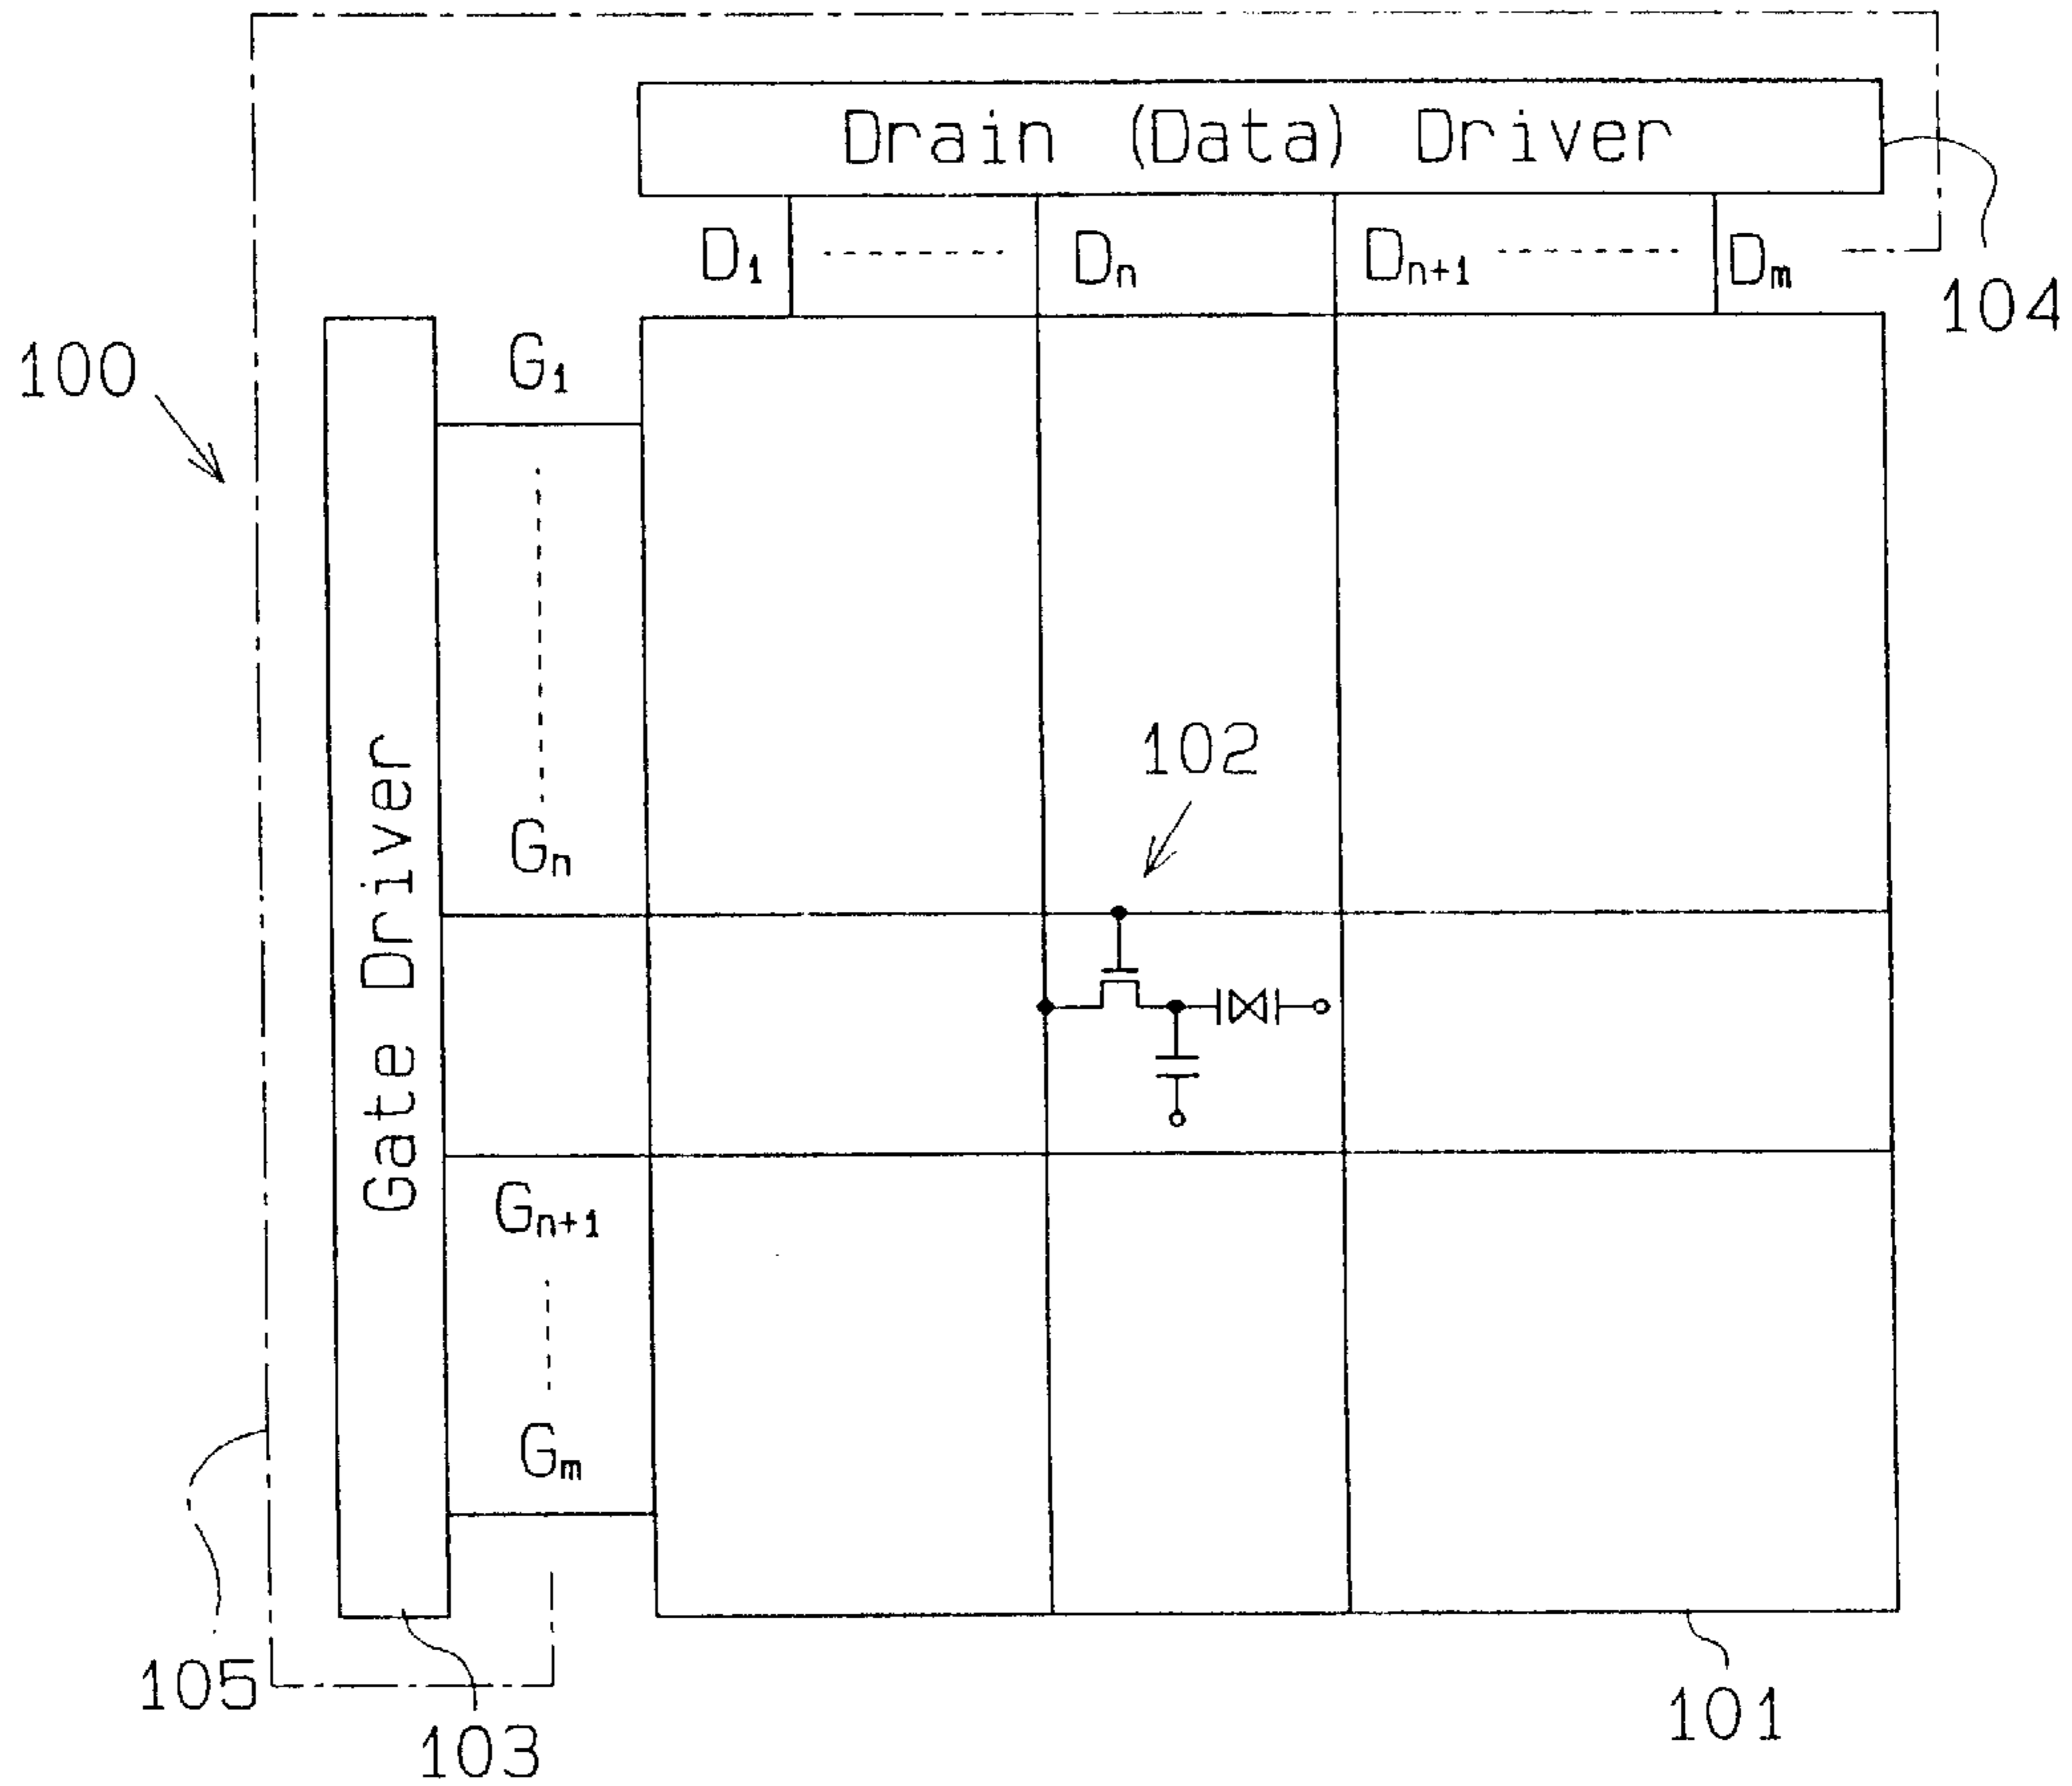 Drain (Data) Driver
D₁ Dₙ Dₙ₊₁ Dₘ
104
100
G₁
102
Gₙ
Gate Driver
Gₙ₊₁
Gₘ
105
103
101